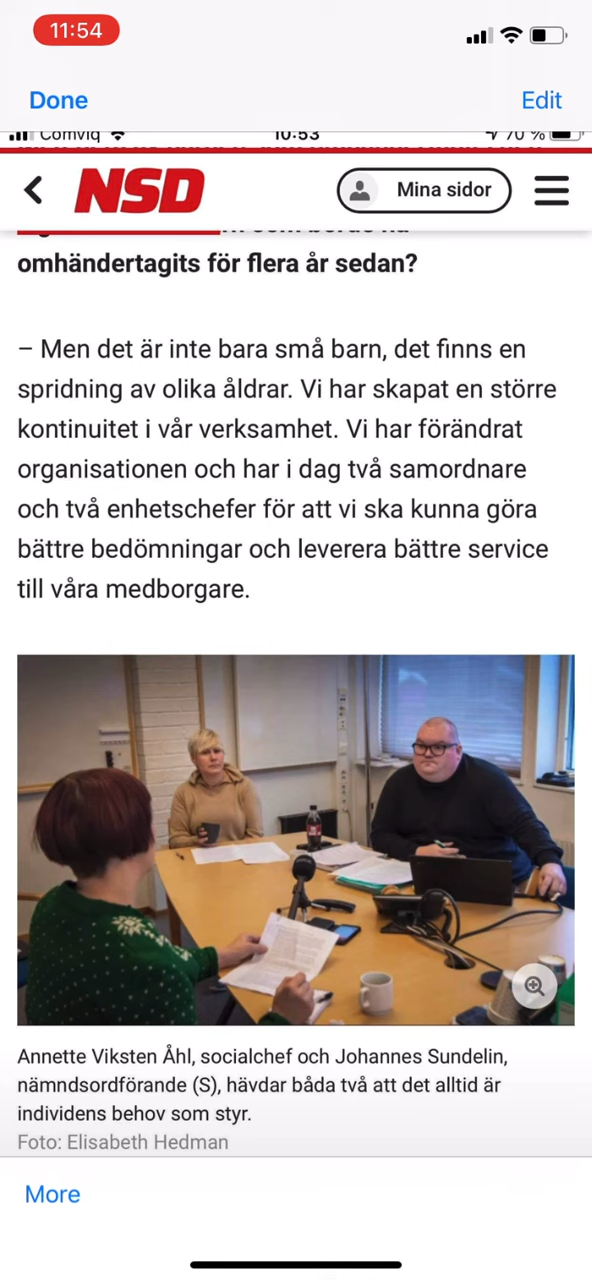 11:54
Done
Edit
Comviq
10:53
70 %
NSD
Mina sidor
omhändertagits för flera år sedan?
– Men det är inte bara små barn, det finns en
spridning av olika åldrar. Vi har skapat en större
kontinuitet i vår verksamhet. Vi har förändrat
organisationen och har i dag två samordnare
och två enhetschefer för att vi ska kunna göra
bättre bedömningar och leverera bättre service
till våra medborgare.
Annette Viksten Åhl, socialchef och Johannes Sundelin,
nämndsordförande (S), hävdar båda två att det alltid är
individens behov som styr.
Foto: Elisabeth Hedman
More